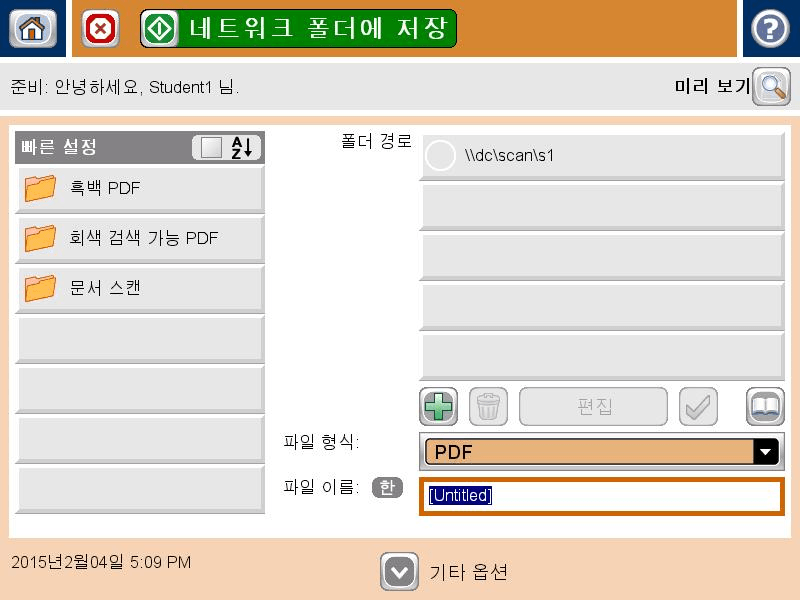 네트워크 폴더에 저장
?
준비: 안녕하세요, Student1 님.
미리 보기
빠른 설정
A Z
흑백 PDF
회색 검색 가능 PDF
문서 스캔
폴더 경로
\\dc\scan\s1
편집
파일 형식:
PDF
파일 이름: 한
[Untitled]
2015년2월04일 5:09 PM
기타 옵션